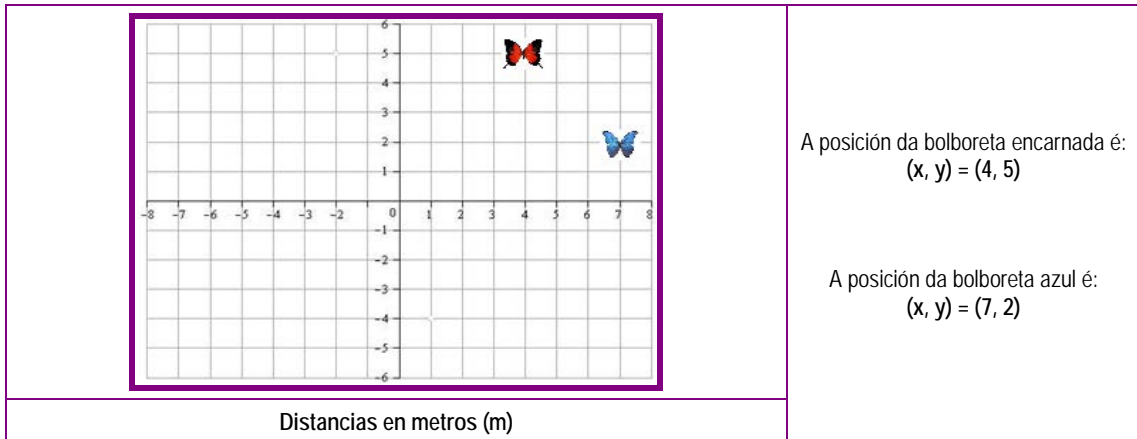 6
5
4
3
2
1
-8 -7 -6 -5 -4 -3 -2 0 1 2 3 4 5 6 7 8
-1
-2
-3
-4
-5
-6
Distancias en metros (m)
A posición da bolboreta encarnada é:
(x, y) = (4, 5)
A posición da bolboreta azul é:
(x, y) = (7, 2)